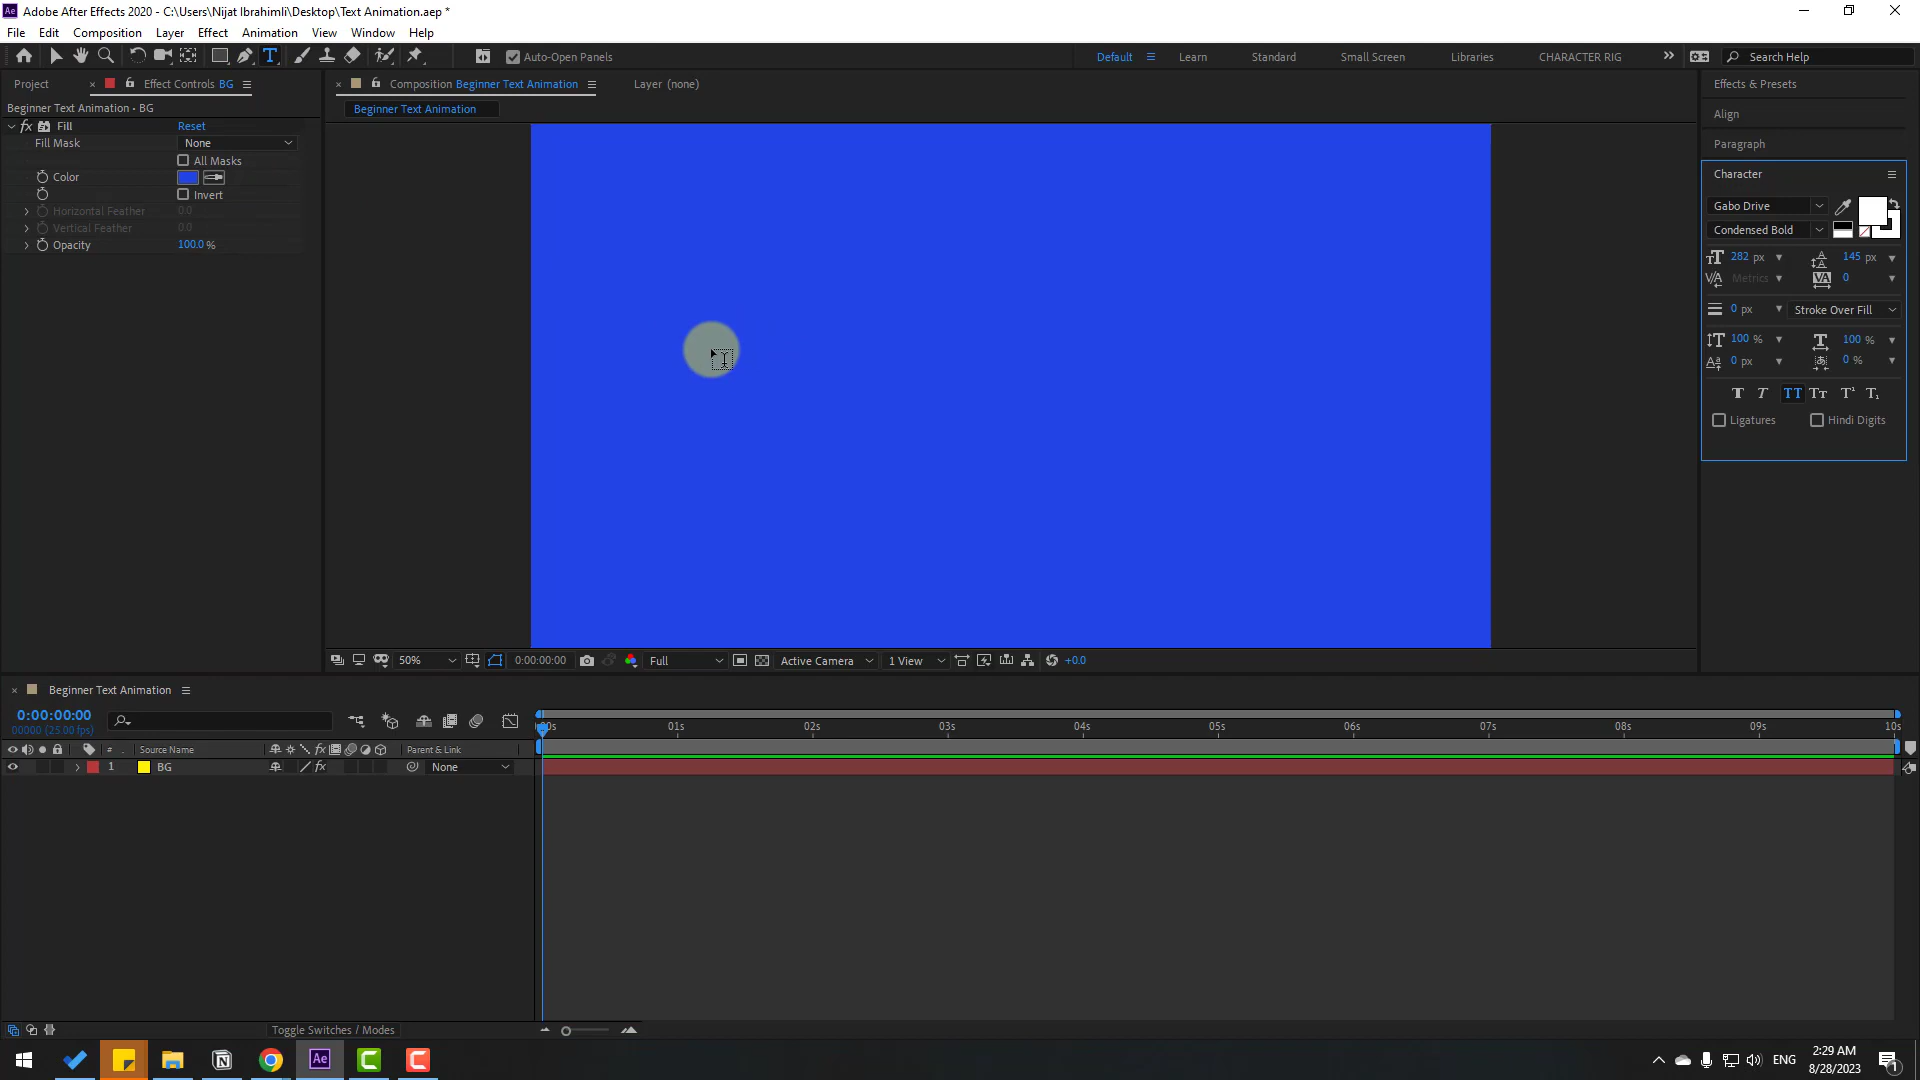 Adobe After Effects 2020 - C:\Users\Nijat Ibrahimli\Desktop\Text Animation.aep *
File Edit Composition Layer Effect Animation View Window Help
Auto-Open Panels
Default Learn Standard Small Screen Libraries CHARACTER RIG Search Help
Project Effect Controls BG
Composition Beginner Text Animation
Layer (none)
Beginner Text Animation
Beginner Text Animation • BG
fx Fill Reset
Fill Mask None
All Masks
Color
Invert
Horizontal Feather 0.0
Vertical Feather 0.0
Opacity 100.0 %
Effects & Presets
Align
Paragraph
Character
Gabo Drive
Condensed Bold
282 px 145 px
Metrics 0
0 px Stroke Over Fill
100 % 100 %
0 px 0 %
Ligatures Hindi Digits
50% 0:00:00:00 Full Active Camera 1 View +0.0
Beginner Text Animation
0:00:00:00
00000 (25.00 fps)
:00s 01s 02s 03s 04s 05s 06s 07s 08s 09s 10s
# Source Name Parent & Link
1 BG None
Toggle Switches / Modes
ENG
2:29 AM
8/28/2023